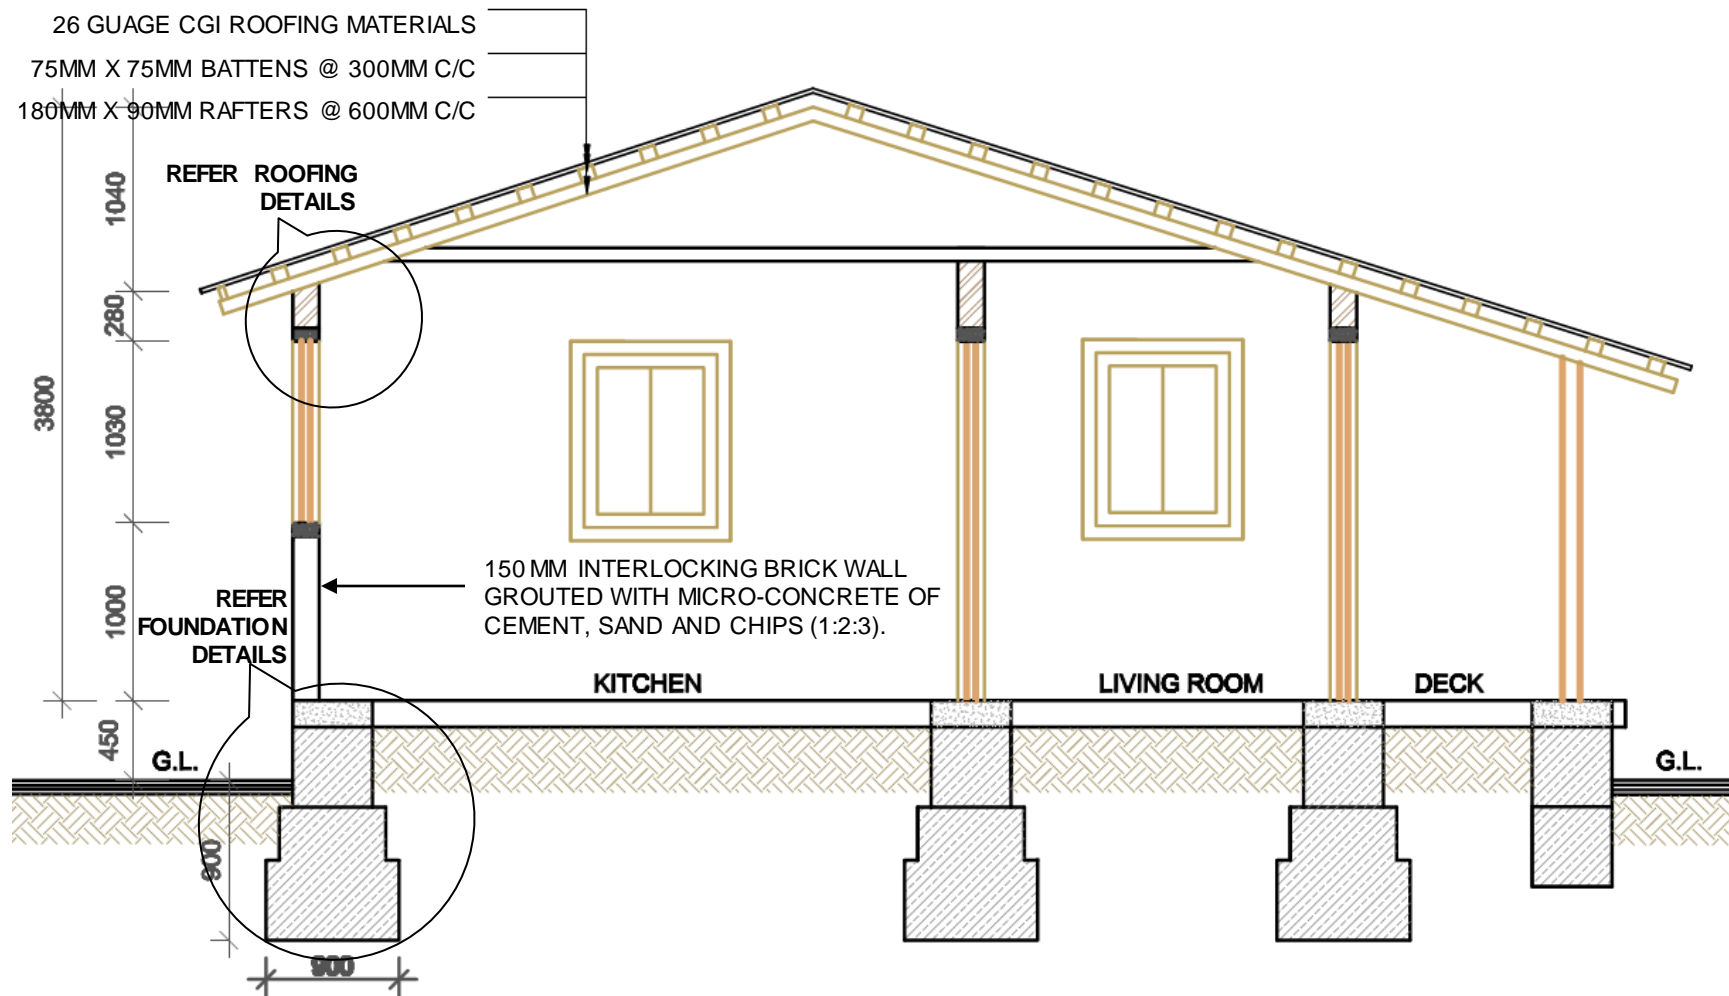 26 GUAGE CGI ROOFING MATERIALS
75MM X 75MM BATTENS @ 300MM C/C
180MM X 90MM RAFTERS @ 600MM C/C
REFER ROOFING
DETAILS
1040
280
3800
1030
1000
450
150 MM INTERLOCKING BRICK WALL
GROUTED WITH MICRO-CONCRETE OF
CEMENT, SAND AND CHIPS (1:2:3).
REFER
FOUNDATION
DETAILS
KITCHEN
LIVING ROOM
DECK
G.L.
G.L.
900
900